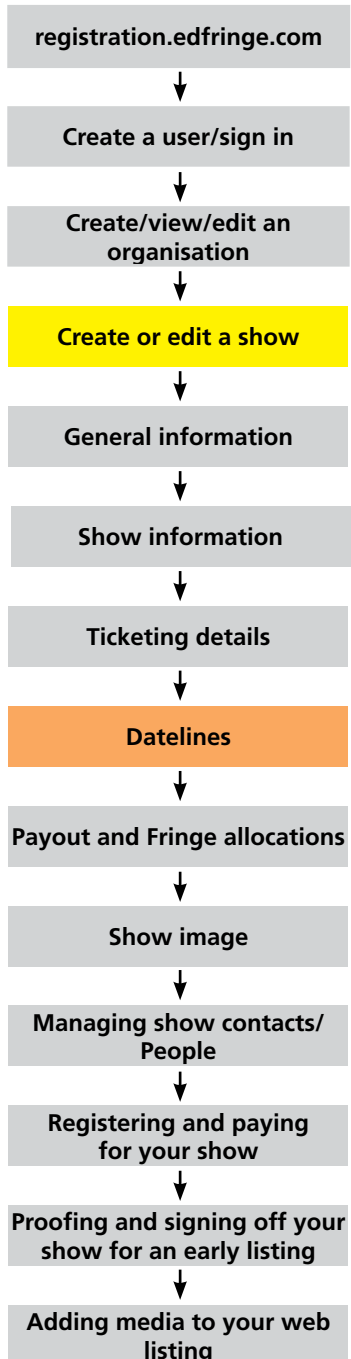 registration.edfringe.com
Create a user/sign in
Create/view/edit an
organisation
Create or edit a show
General information
Show information
Ticketing details
Datelines
Payout and Fringe allocations
Show image
Managing show contacts/
People
Registering and paying
for your show
Proofing and signing off your
show for an early listing
Adding media to your web
listing